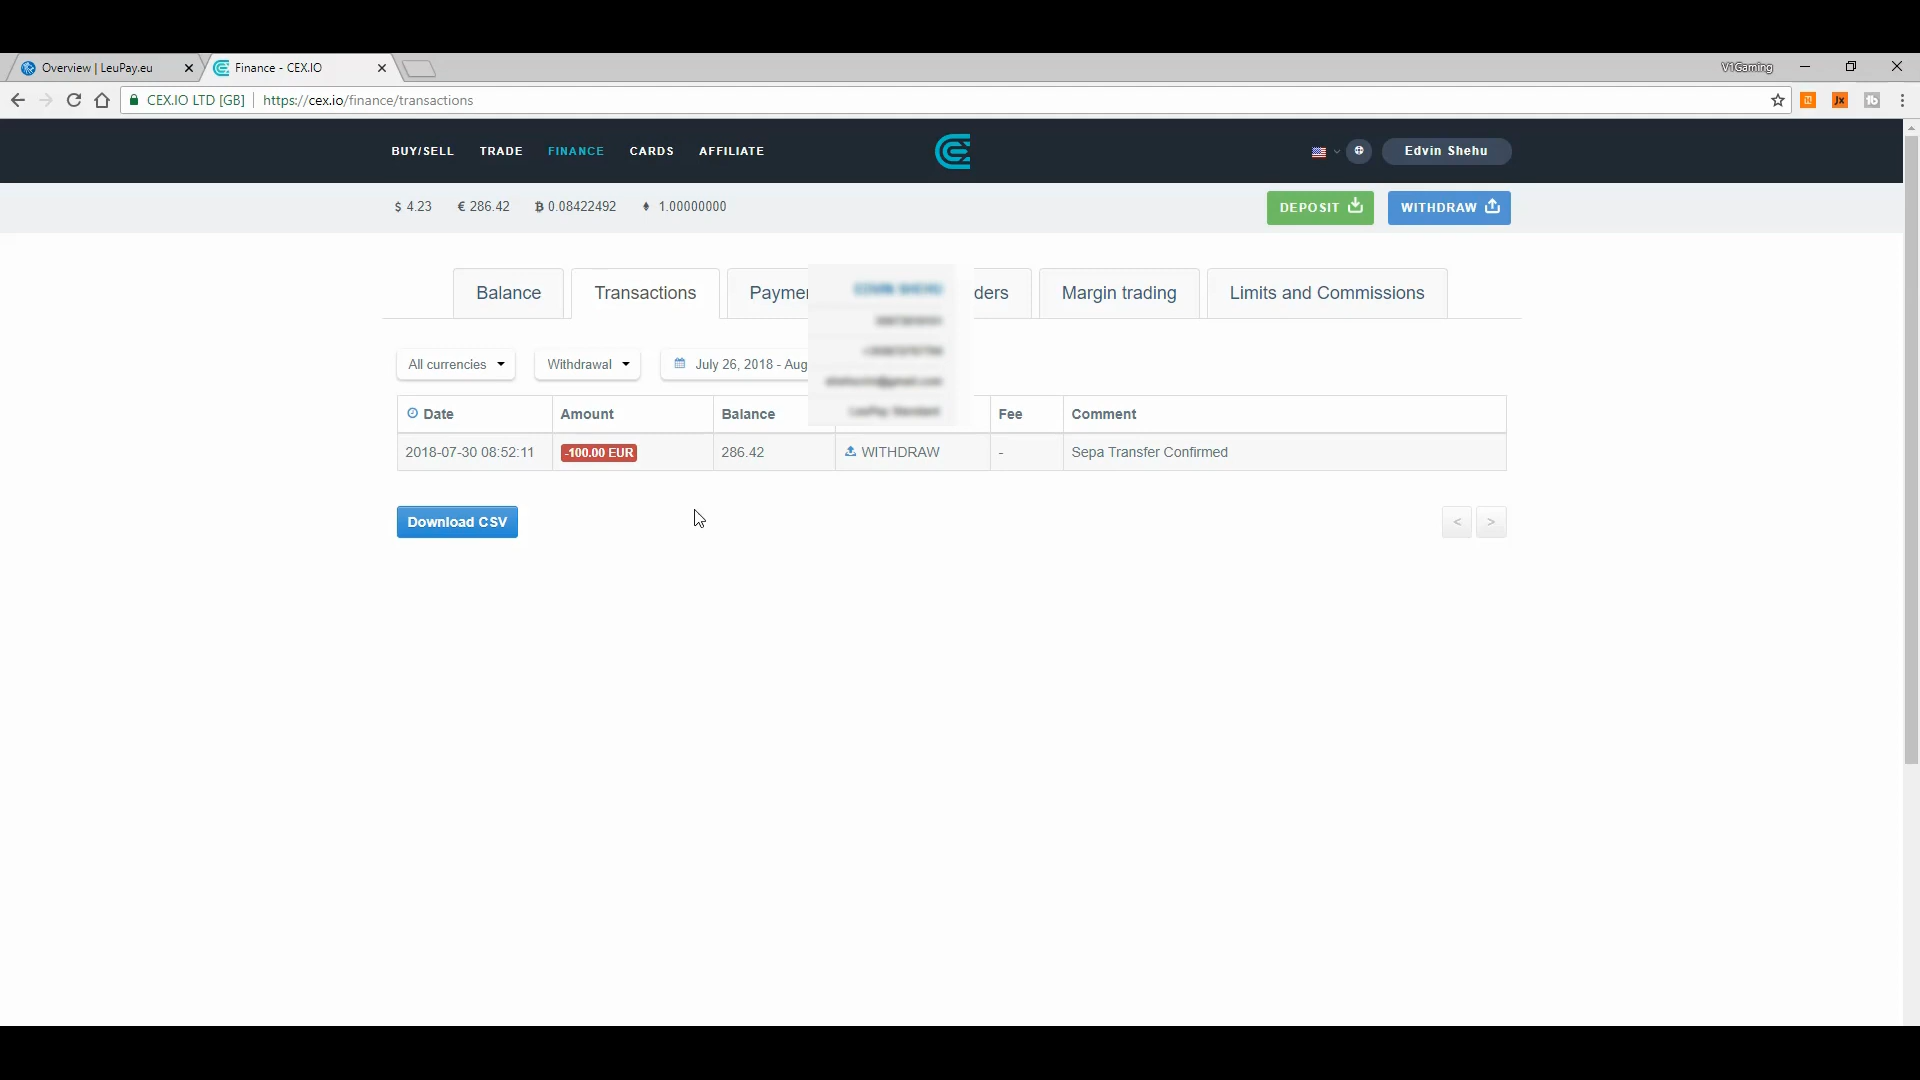 Overview | LeuPay.eu
Finance - CEX.IO
V1Gaming
CEX.IO LTD [GB] https://cex.io/finance/transactions
BUY/SELL TRADE FINANCE CARDS AFFILIATE
Edvin Shehu
$ 4.23 € 286.42 ฿ 0.08422492 ♦ 1.00000000
DEPOSIT WITHDRAW
Balance Transactions Paymen ders Margin trading Limits and Commissions
All currencies Withdrawal July 26, 2018 - Aug
Date Amount Balance Fee Comment
2018-07-30 08:52:11 -100.00 EUR 286.42 WITHDRAW - Sepa Transfer Confirmed
Download CSV < >